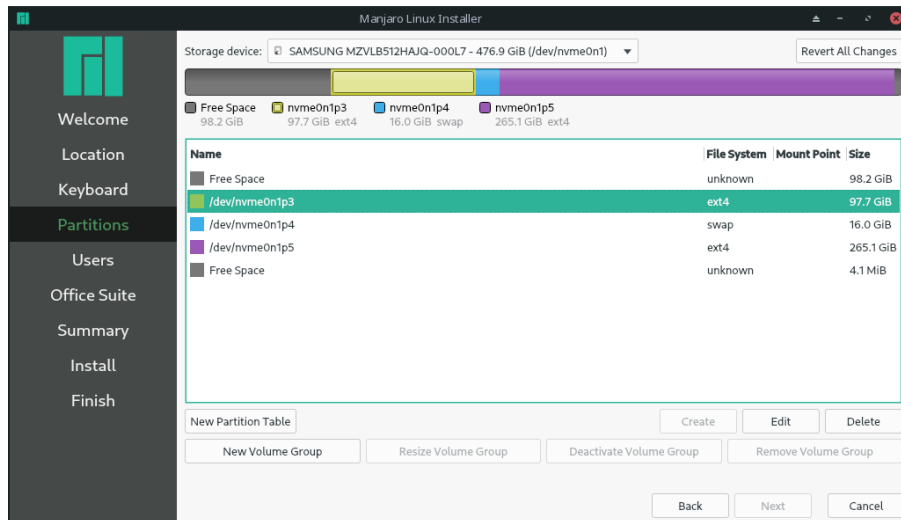 Manjaro Linux Installer
Storage device: SAMSUNG MZVLB512HAJQ-000L7 - 476.9 GiB (/dev/nvme0n1) Revert All Changes
Free Space nvme0n1p3 nvme0n1p4 nvme0n1p5
98.2 GiB 97.7 GiB ext4 16.0 GiB swap 265.1 GiB ext4
Welcome
Location
Keyboard
Partitions
Users
Office Suite
Summary
Install
Finish
Name File System Mount Point Size
Free Space unknown 98.2 GiB
/dev/nvme0n1p3 ext4 97.7 GiB
/dev/nvme0n1p4 swap 16.0 GiB
/dev/nvme0n1p5 ext4 265.1 GiB
Free Space unknown 4.1 MiB
New Partition Table Create Edit Delete
New Volume Group Resize Volume Group Deactivate Volume Group Remove Volume Group
Back Next Cancel